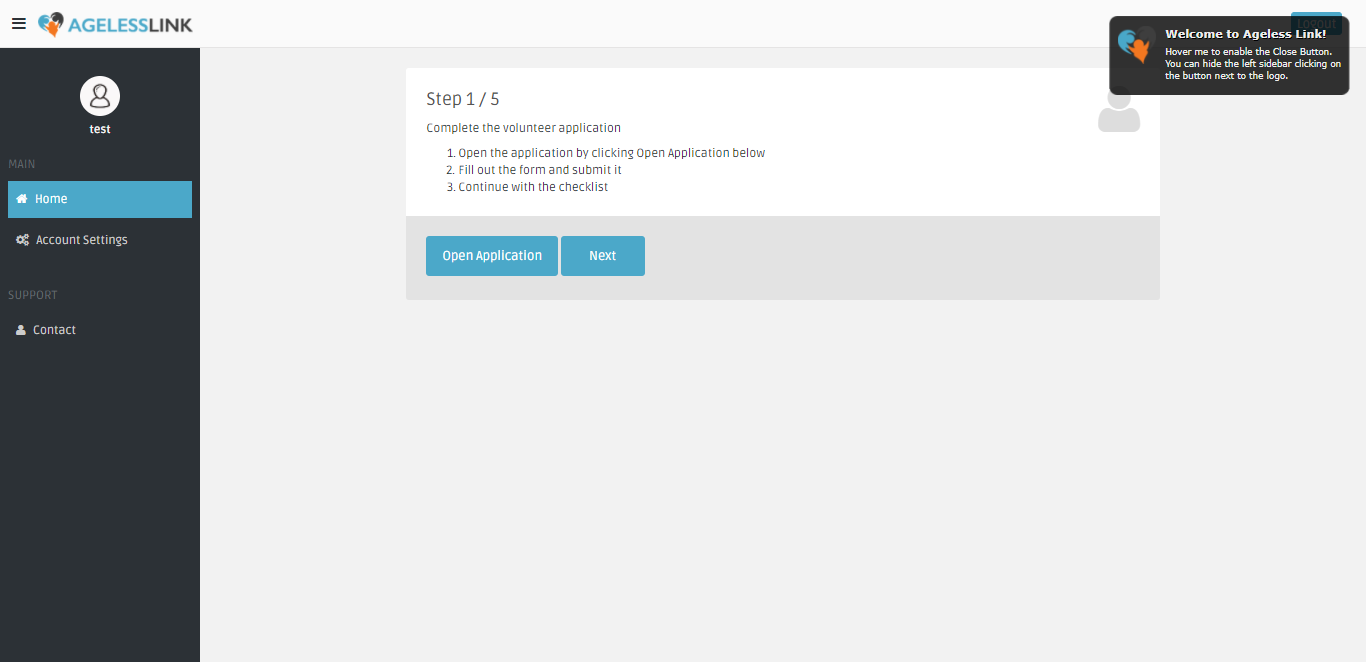 AGELESSLINK
Logout
Welcome to Ageless Link!
Hover me to enable the Close Button.
You can hide the left sidebar clicking on
the button next to the logo.
test
MAIN
Home
Account Settings
SUPPORT
Contact
Step 1 / 5
Complete the volunteer application
1. Open the application by clicking Open Application below
2. Fill out the form and submit it
3. Continue with the checklist
Open Application
Next